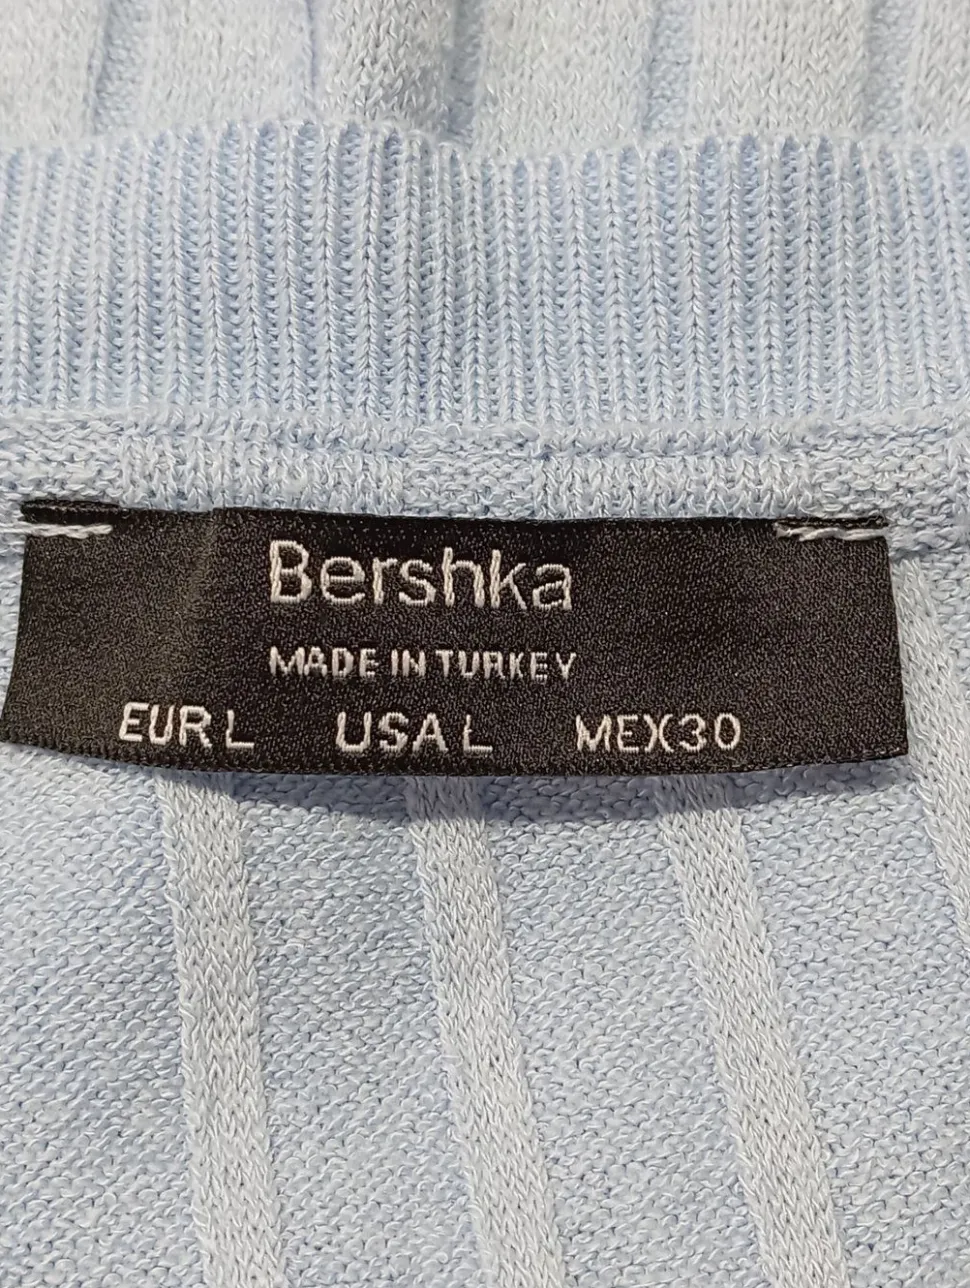 Bershka
MADE IN TURKEY
EUR L USA L MEX 30